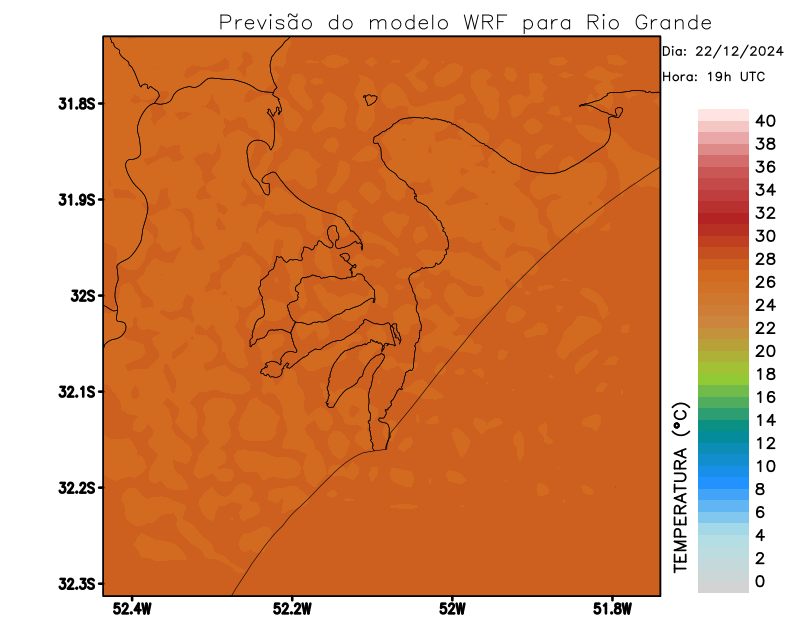 Previsão do modelo WRF para Rio Grande
Dia: 22/12/2024
Hora: 19h UTC
31.8S
31.9S
32S
32.1S
32.2S
32.3S
52.4W
52.2W
52W
51.8W
TEMPERATURA (°C)
40
38
36
34
32
30
28
26
24
22
20
18
16
14
12
10
8
6
4
2
0